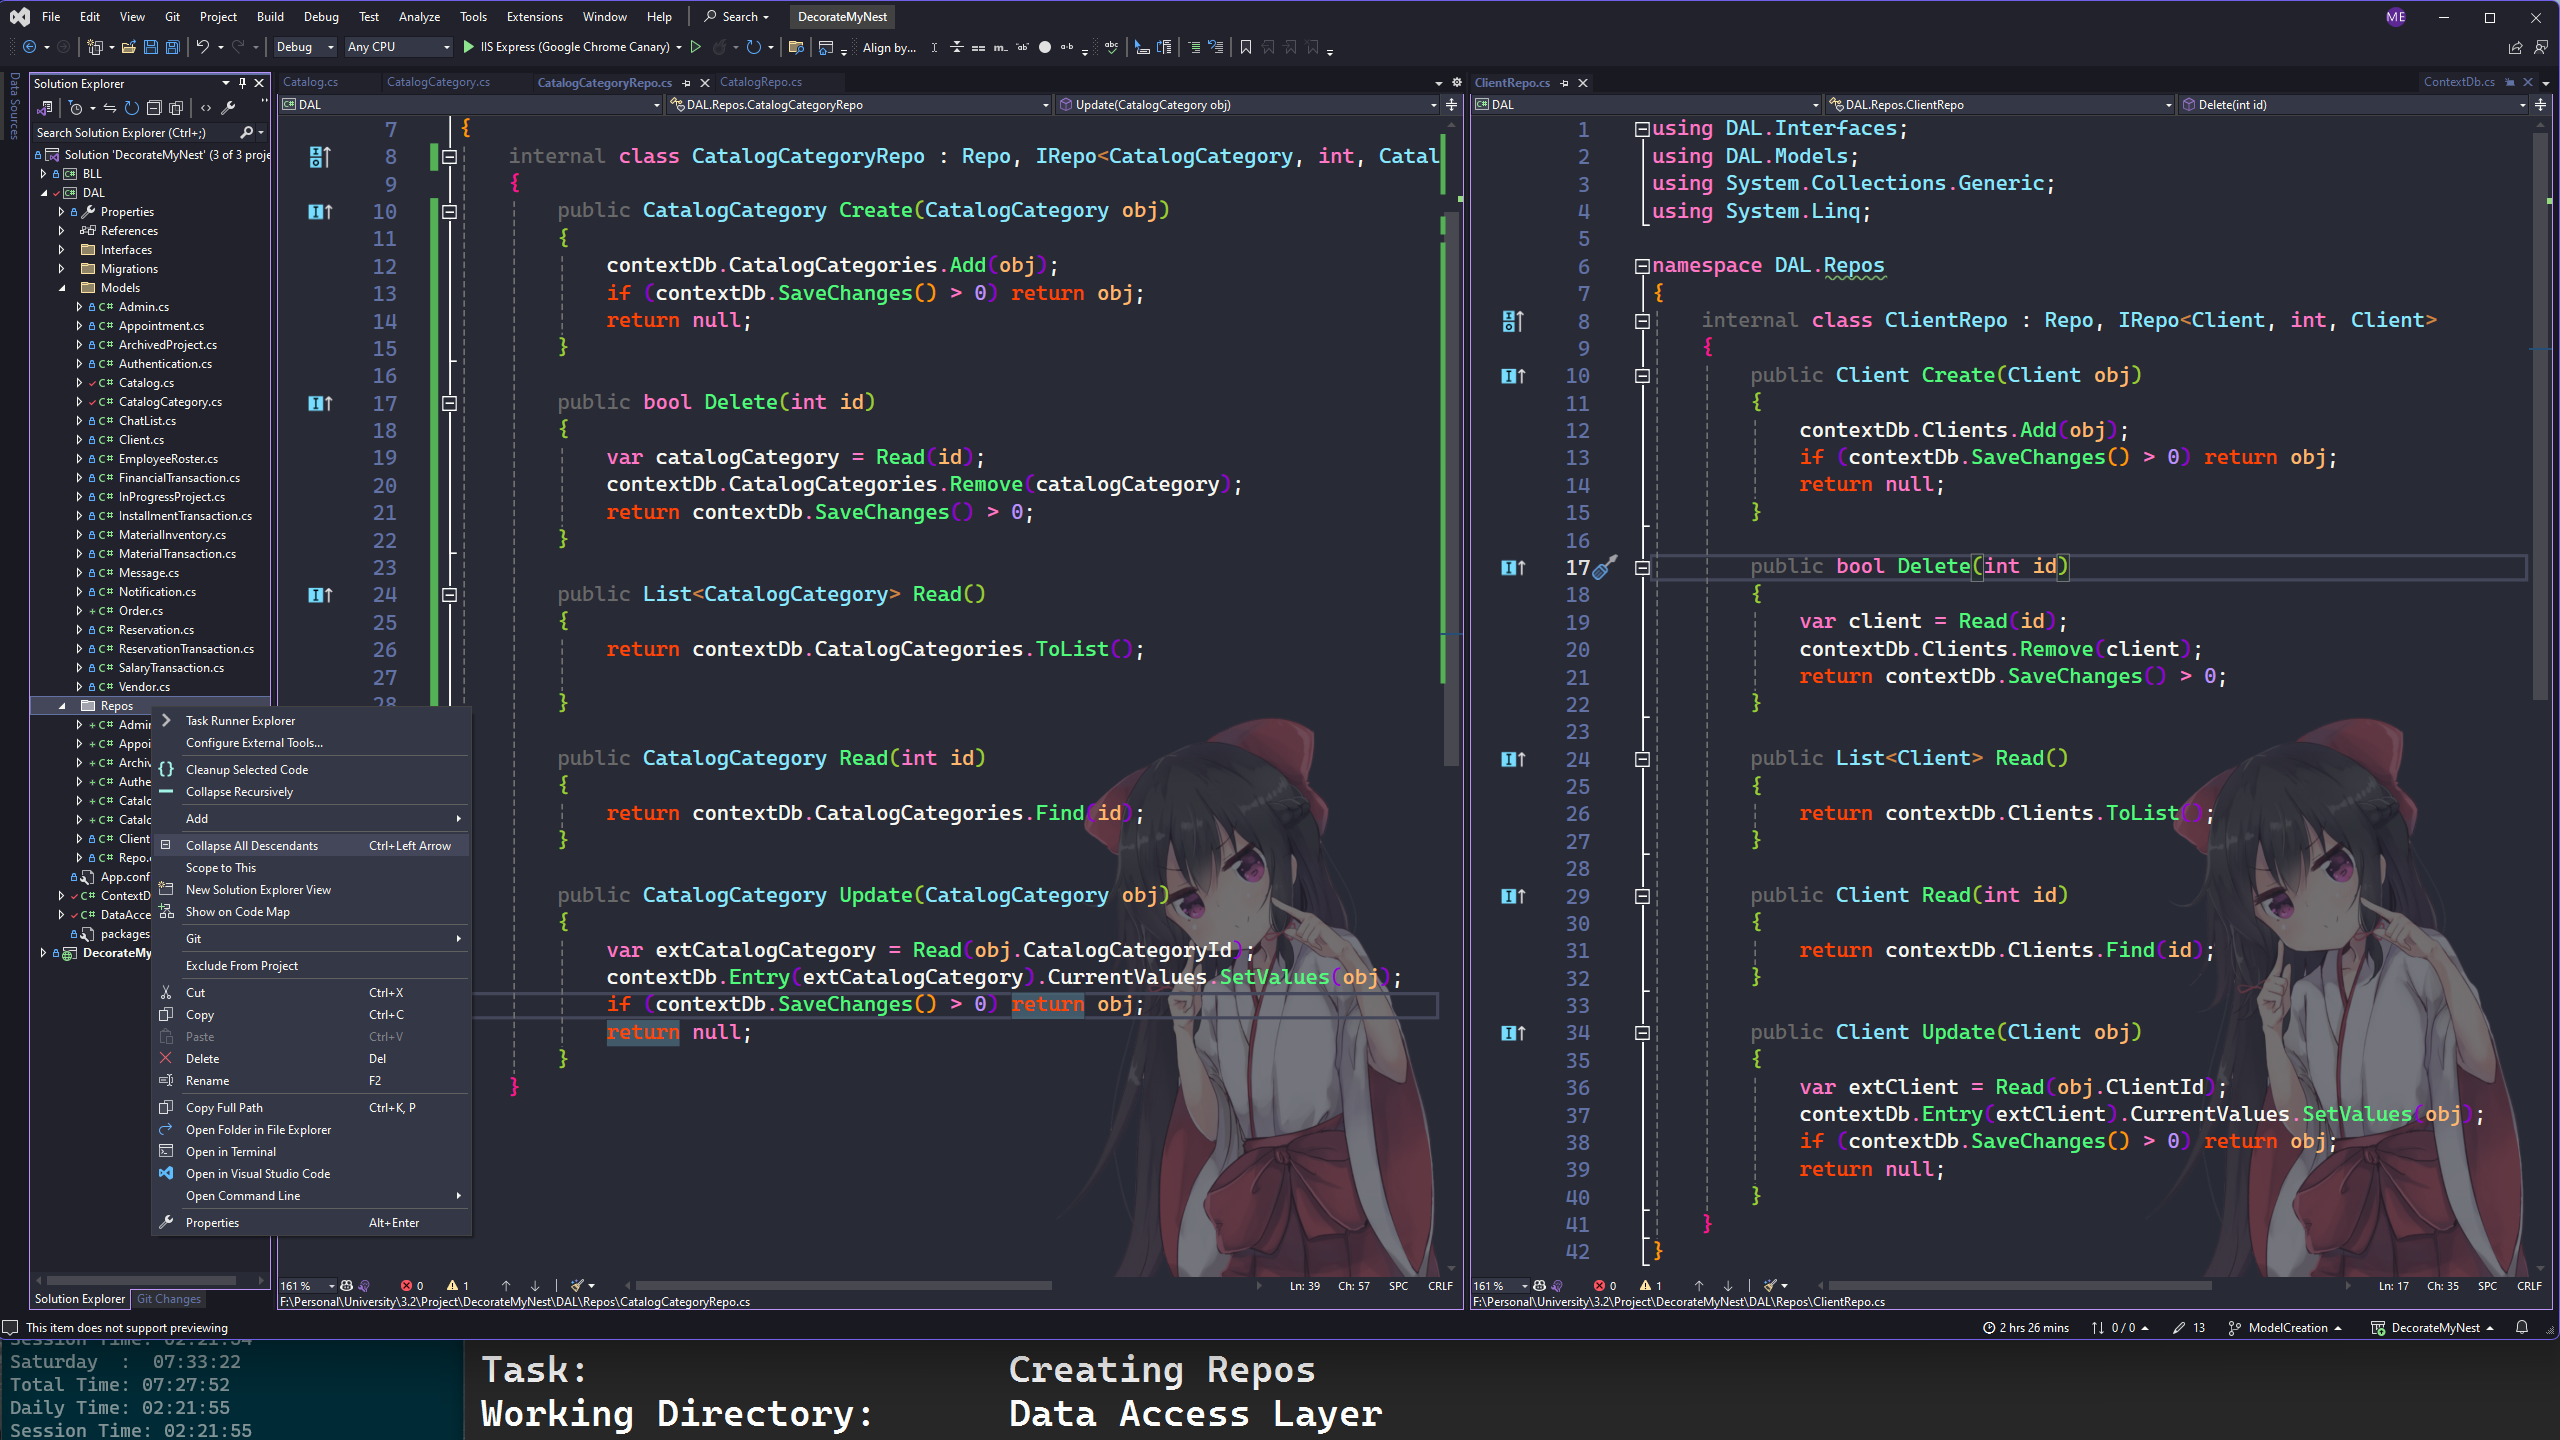 File Edit View Git Project Build Debug Test Analyze Tools Extensions Window Help Search DecorateMyNest ME
Debug Any CPU IIS Express (Google Chrome Canary) Align by...
Data Sources
Solution Explorer
Search Solution Explorer (Ctrl+;)
Solution 'DecorateMyNest' (3 of 3 proje
BLL
DAL
Properties
References
Interfaces
Migrations
Models
C# Admin.cs
C# Appointment.cs
C# ArchivedProject.cs
C# Authentication.cs
C# Catalog.cs
C# CatalogCategory.cs
C# ChatList.cs
C# Client.cs
C# EmployeeRoster.cs
C# FinancialTransaction.cs
C# InProgressProject.cs
C# InstallmentTransaction.cs
C# MaterialInventory.cs
C# MaterialTransaction.cs
C# Message.cs
C# Notification.cs
C# Order.cs
C# Reservation.cs
C# ReservationTransaction.cs
C# SalaryTransaction.cs
C# Vendor.cs
Repos
C# Admin
C# Appoi
C# Archiv
C# Authe
C# Catalo
C# Catalo
C# Client
C# Repo.
App.conf
C# ContextD
C# DataAcce
packages
DecorateMy
Solution Explorer Git Changes
Task Runner Explorer
Configure External Tools...
Cleanup Selected Code
Collapse Recursively
Add
Collapse All Descendants Ctrl+Left Arrow
Scope to This
New Solution Explorer View
Show on Code Map
Git
Exclude From Project
Cut Ctrl+X
Copy Ctrl+C
Paste Ctrl+V
Delete Del
Rename F2
Copy Full Path Ctrl+K, P
Open Folder in File Explorer
Open in Terminal
Open in Visual Studio Code
Open Command Line
Properties Alt+Enter
Catalog.cs CatalogCategory.cs CatalogCategoryRepo.cs CatalogRepo.cs
C# DAL DAL.Repos.CatalogCategoryRepo Update(CatalogCategory obj)
7 {
8 internal class CatalogCategoryRepo : Repo, IRepo<CatalogCategory, int, Catal
9 {
10 public CatalogCategory Create(CatalogCategory obj)
11 {
12 contextDb.CatalogCategories.Add(obj);
13 if (contextDb.SaveChanges() > 0) return obj;
14 return null;
15 }
16
17 public bool Delete(int id)
18 {
19 var catalogCategory = Read(id);
20 contextDb.CatalogCategories.Remove(catalogCategory);
21 return contextDb.SaveChanges() > 0;
22 }
23
24 public List<CatalogCategory> Read()
25 {
26 return contextDb.CatalogCategories.ToList();
27
28 }
public CatalogCategory Read(int id)
{
return contextDb.CatalogCategories.Find(id);
}
public CatalogCategory Update(CatalogCategory obj)
{
var extCatalogCategory = Read(obj.CatalogCategoryId);
contextDb.Entry(extCatalogCategory).CurrentValues.SetValues(obj);
if (contextDb.SaveChanges() > 0) return obj;
return null;
}
}
161 % 0 1 Ln: 39 Ch: 57 SPC CRLF
F:\Personal\University\3.2\Project\DecorateMyNest\DAL\Repos\CatalogCategoryRepo.cs
ClientRepo.cs ContextDb.cs
C# DAL DAL.Repos.ClientRepo Delete(int id)
1 using DAL.Interfaces;
2 using DAL.Models;
3 using System.Collections.Generic;
4 using System.Linq;
5
6 namespace DAL.Repos
7 {
8 internal class ClientRepo : Repo, IRepo<Client, int, Client>
9 {
10 public Client Create(Client obj)
11 {
12 contextDb.Clients.Add(obj);
13 if (contextDb.SaveChanges() > 0) return obj;
14 return null;
15 }
16
17 public bool Delete(int id)
18 {
19 var client = Read(id);
20 contextDb.Clients.Remove(client);
21 return contextDb.SaveChanges() > 0;
22 }
23
24 public List<Client> Read()
25 {
26 return contextDb.Clients.ToList();
27 }
28
29 public Client Read(int id)
30 {
31 return contextDb.Clients.Find(id);
32 }
33
34 public Client Update(Client obj)
35 {
36 var extClient = Read(obj.ClientId);
37 contextDb.Entry(extClient).CurrentValues.SetValues(obj);
38 if (contextDb.SaveChanges() > 0) return obj;
39 return null;
40 }
41 }
42 }
161 % 0 1 Ln: 17 Ch: 35 SPC CRLF
F:\Personal\University\3.2\Project\DecorateMyNest\DAL\Repos\ClientRepo.cs
This item does not support previewing 2 hrs 26 mins 0 / 0 13 ModelCreation DecorateMyNest
Session Time: 02:21:54
Saturday : 07:33:22
Total Time: 07:27:52
Daily Time: 02:21:55
Session Time: 02:21:55
Task: Creating Repos
Working Directory: Data Access Layer